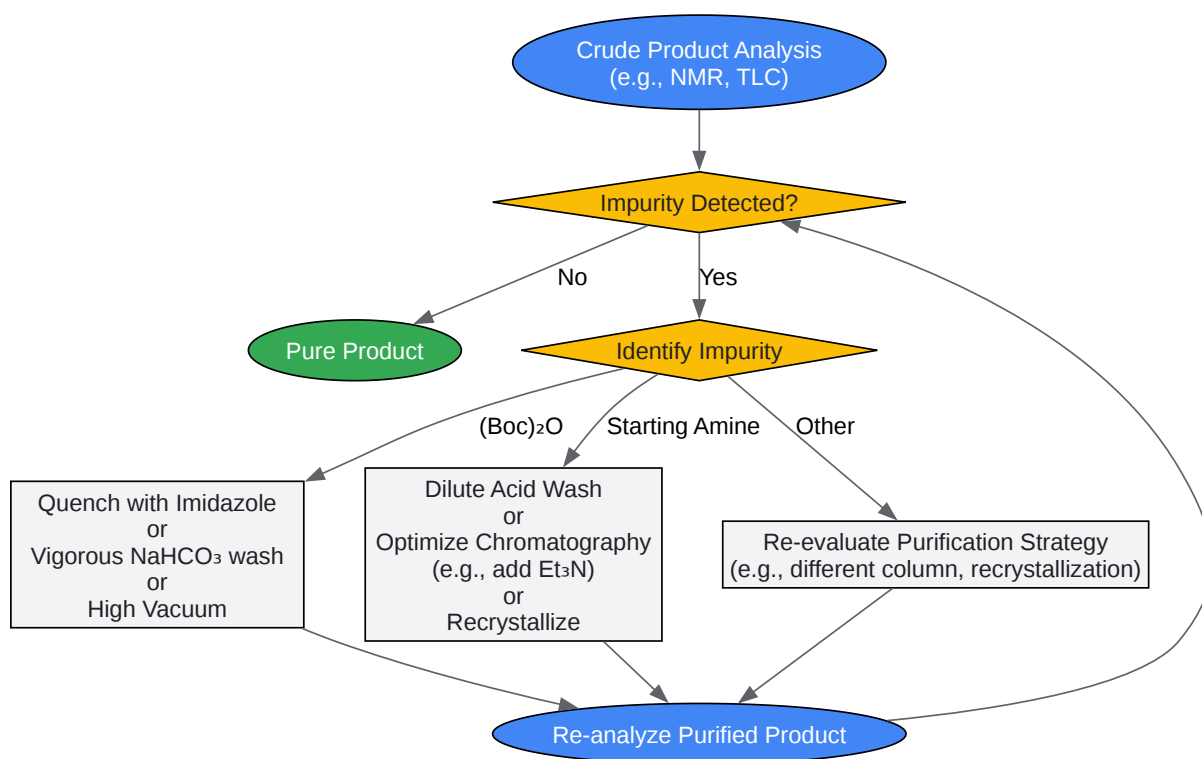 Crude Product Analysis
(e.g., NMR, TLC)
Impurity Detected?
No
Yes
Pure Product
Identify Impurity
(Boc)₂O
Starting Amine
Other
Quench with Imidazole
or
Vigorous NaHCO₃ wash
or
High Vacuum
Dilute Acid Wash
or
Optimize Chromatography
(e.g., add Et₃N)
or
Recrystallize
Re-evaluate Purification Strategy
(e.g., different column, recrystallization)
Re-analyze Purified Product